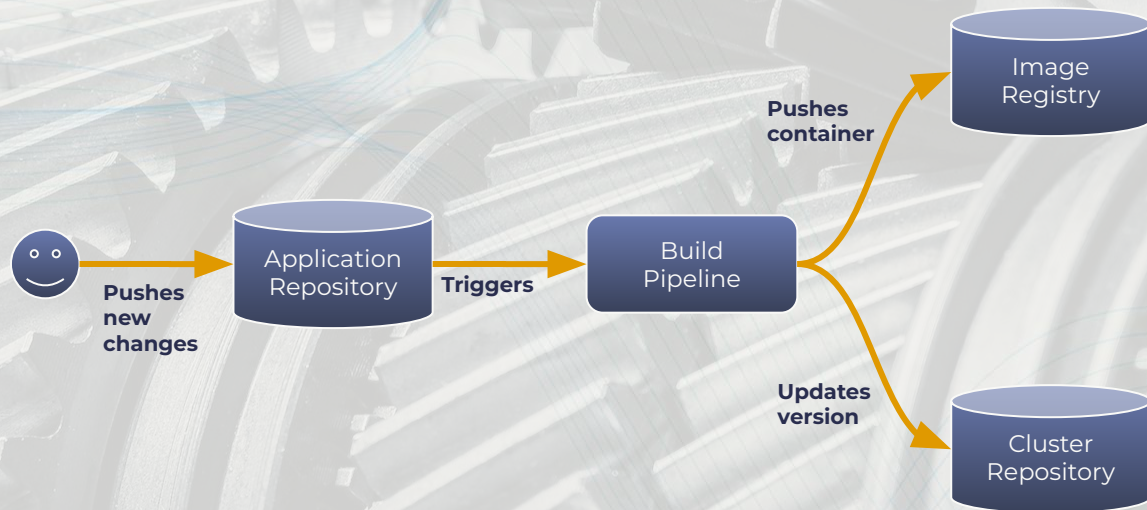 Pushes
new
changes
Application
Repository
Triggers
Build
Pipeline
Pushes
container
Image
Registry
Updates
version
Cluster
Repository